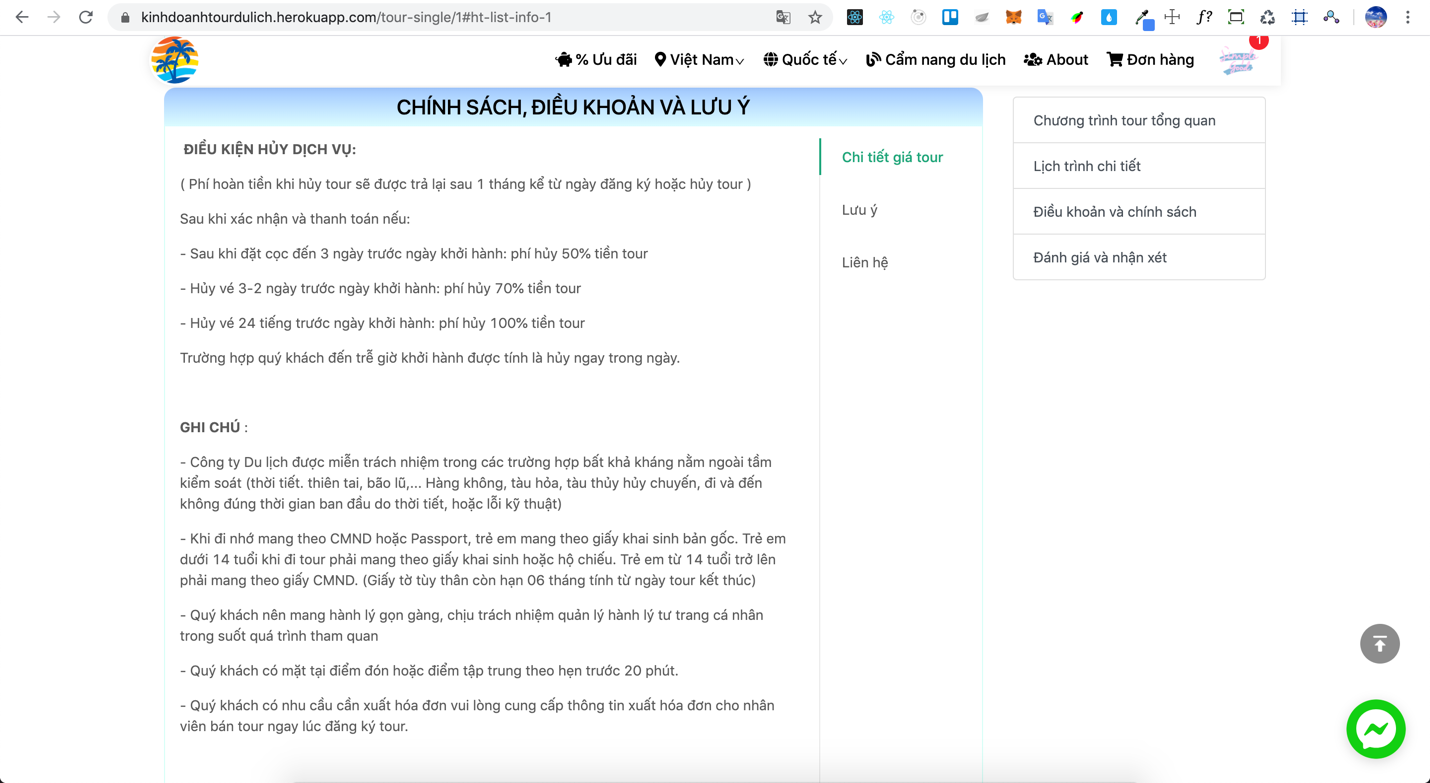 kinhdoanhtourdulich.herokuapp.com/tour-single/1#ht-list-info-1
f?
% Ưu đãi
Việt Nam
Quốc tế
Cẩm nang du lịch
About
Đơn hàng
1
CHÍNH SÁCH, ĐIỀU KHOẢN VÀ LƯU Ý
ĐIỀU KIỆN HỦY DỊCH VỤ:
( Phí hoàn tiền khi hủy tour sẽ được trả lại sau 1 tháng kể từ ngày đăng ký hoặc hủy tour )
Sau khi xác nhận và thanh toán nếu:
- Sau khi đặt cọc đến 3 ngày trước ngày khởi hành: phí hủy 50% tiền tour
- Hủy vé 3-2 ngày trước ngày khởi hành: phí hủy 70% tiền tour
- Hủy vé 24 tiếng trước ngày khởi hành: phí hủy 100% tiền tour
Trường hợp quý khách đến trễ giờ khởi hành được tính là hủy ngay trong ngày.
GHI CHÚ :
- Công ty Du lịch được miễn trách nhiệm trong các trường hợp bất khả kháng nằm ngoài tầm
kiểm soát (thời tiết. thiên tai, bão lũ,... Hàng không, tàu hỏa, tàu thủy hủy chuyến, đi và đến
không đúng thời gian ban đầu do thời tiết, hoặc lỗi kỹ thuật)
- Khi đi nhớ mang theo CMND hoặc Passport, trẻ em mang theo giấy khai sinh bản gốc. Trẻ em
dưới 14 tuổi khi đi tour phải mang theo giấy khai sinh hoặc hộ chiếu. Trẻ em từ 14 tuổi trở lên
phải mang theo giấy CMND. (Giấy tờ tùy thân còn hạn 06 tháng tính từ ngày tour kết thúc)
- Quý khách nên mang hành lý gọn gàng, chịu trách nhiệm quản lý hành lý tư trang cá nhân
trong suốt quá trình tham quan
- Quý khách có mặt tại điểm đón hoặc điểm tập trung theo hẹn trước 20 phút.
- Quý khách có nhu cầu cần xuất hóa đơn vui lòng cung cấp thông tin xuất hóa đơn cho nhân
viên bán tour ngay lúc đăng ký tour.
Chi tiết giá tour
Lưu ý
Liên hệ
Chương trình tour tổng quan
Lịch trình chi tiết
Điều khoản và chính sách
Đánh giá và nhận xét